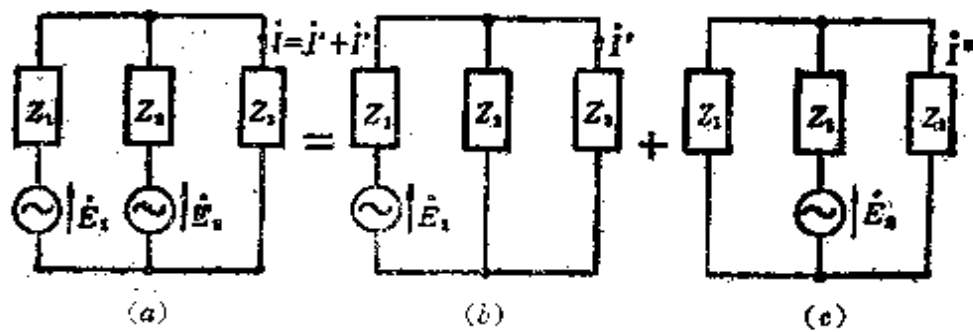 İ=İ'+İ'
İ'
İ"
Z₁
Z₂
Z₃
=
Z₁
Z₂
Z₃
+
Z₁
Z₂
Z₃
Ė₁
Ė₂
Ė₁
Ė₂
(a)
(b)
(c)